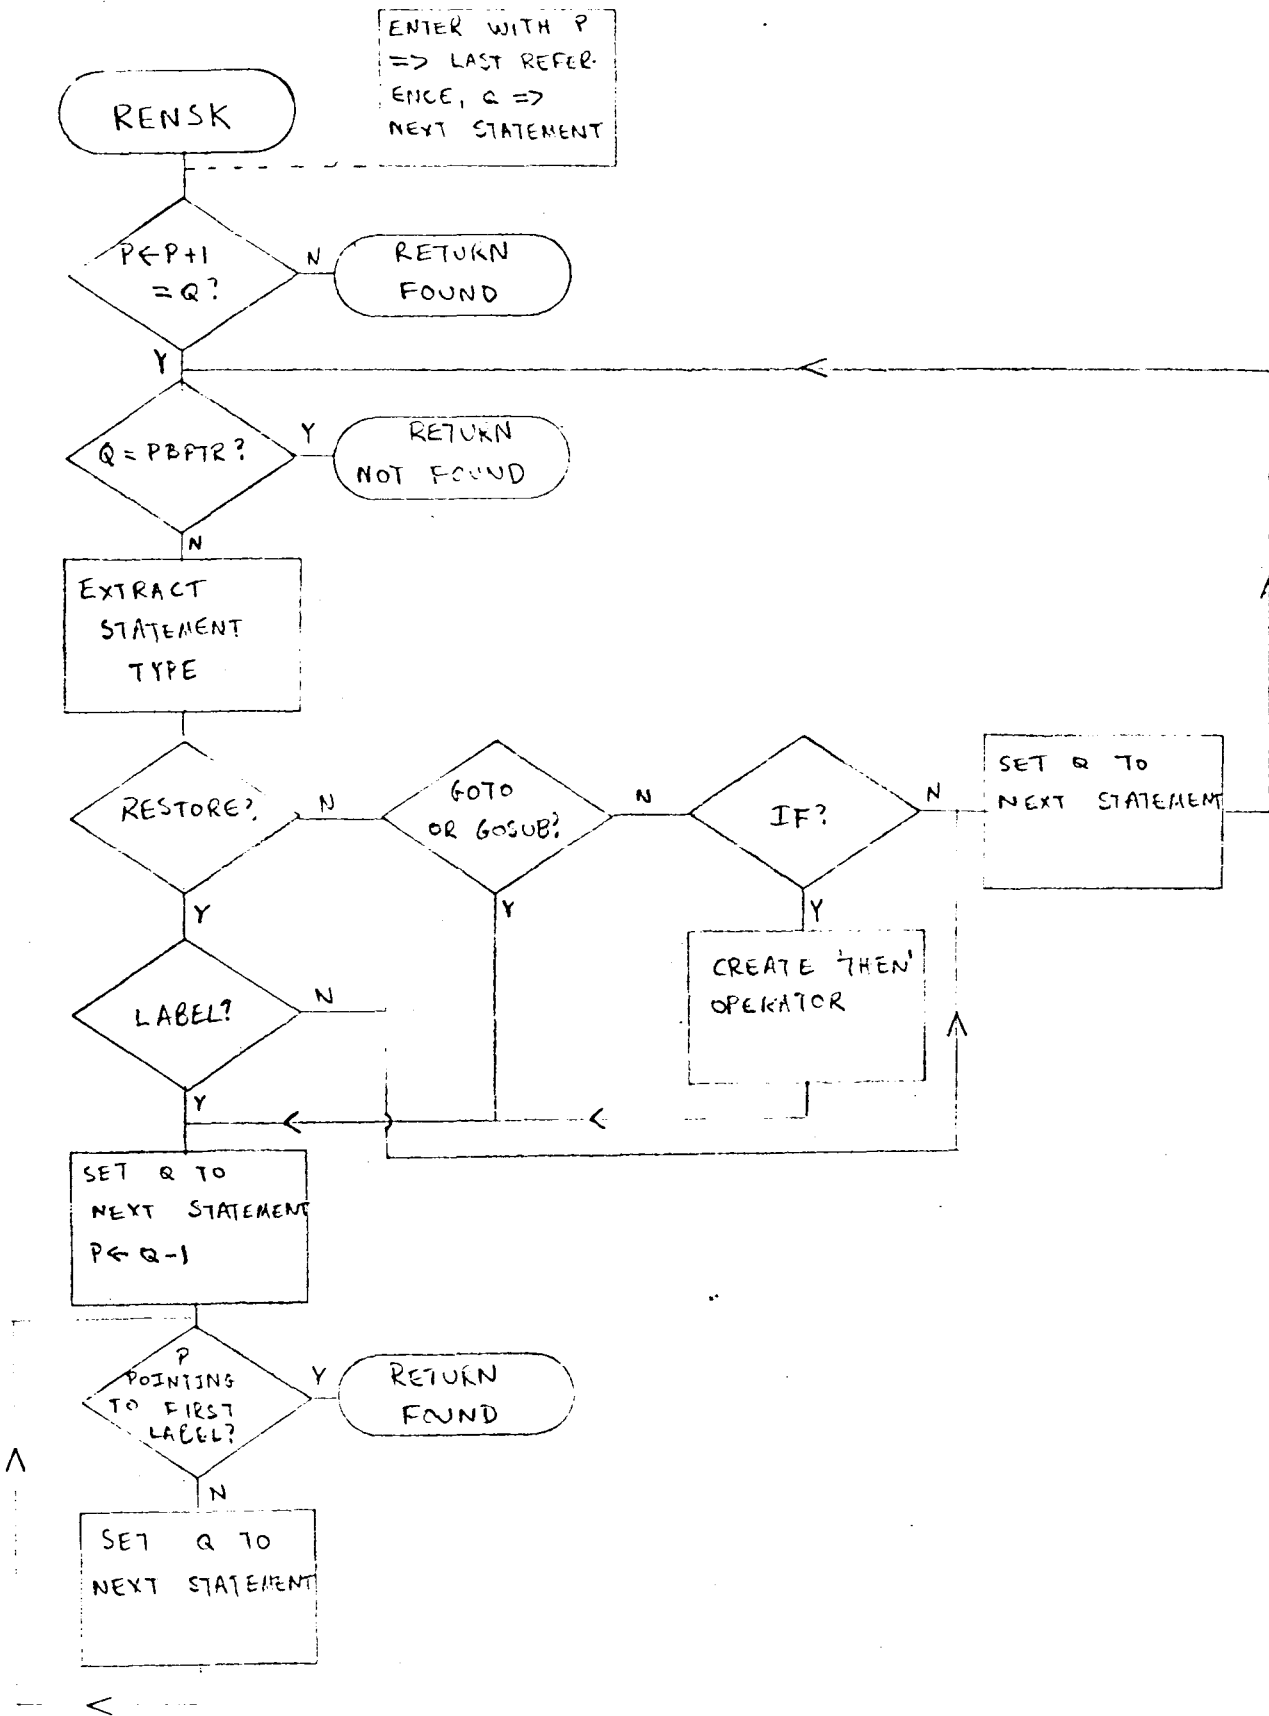 ENTER WITH P
=> LAST REFER-
ENCE, Q =>
NEXT STATEMENT
RENSK
P←P+1
= Q?
N
RETURN
FOUND
Y
Q = PBPTR?
Y
RETURN
NOT FOUND
N
EXTRACT
STATEMENT
TYPE
RESTORE?
N
GOTO
OR GOSUB?
N
IF?
N
SET Q TO
NEXT STATEMENT
Y
Y
Y
CREATE 'THEN'
OPERATOR
LABEL?
N
Y
SET Q TO
NEXT STATEMENT
P← Q-1
P
POINTING
TO FIRST
LABEL?
Y
RETURN
FOUND
N
SET Q TO
NEXT STATEMENT